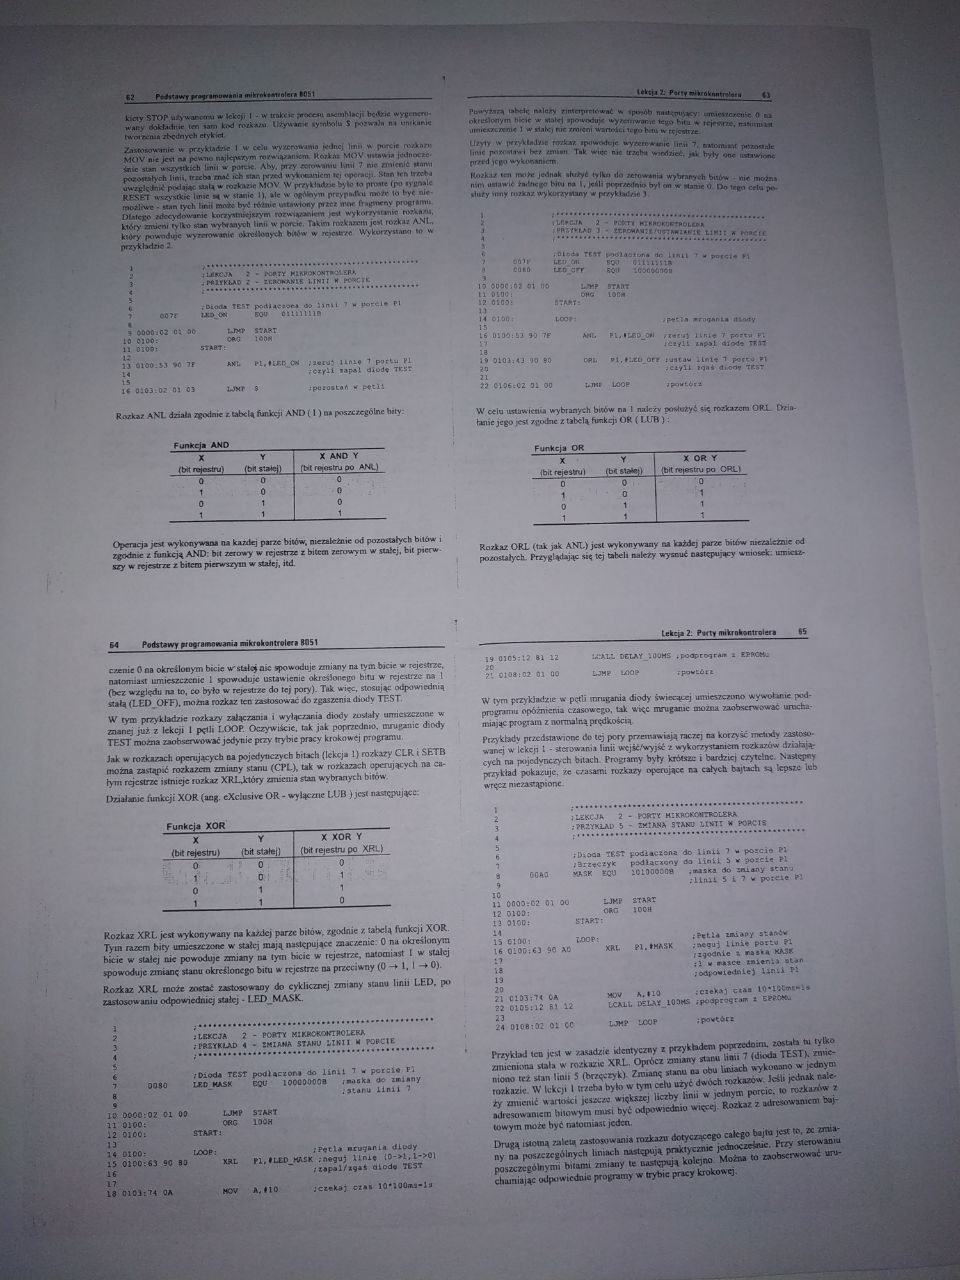 62 Podstawy programowania mikrokontrolera 8051
który STOP używanemu w lekcji 1 - w trakcie procesu asemblacji będzie wygenero-
wany dokładnie ten sam kod rozkazu. Używanie symbolu $ pozwala na unikanie
tworzenia zbędnych etykiet.
Zastosowanie w przykładzie 1 w celu wyzerowania jednej linii w porcie rozkazu
MOV nie jest na pewno najlepszym rozwiązaniem. Rozkaz MOV ustawia jednocze-
śnie stan wszystkich linii w porcie. Aby, przy zerowaniu linii 7 nie zmienić stanu
pozostałych linii, trzeba znać ich stan przed wykonaniem tej operacji. Stan ten trzeba
uwzględnić podając stałą w rozkazie MOV. W przykładzie było to proste (po sygnale
RESET wszystkie linie są w stanie 1), ale w ogólnym przypadku może to być nie-
możliwe - stan tych linii może być różnie ustawiony przez inne fragmeny programu.
Dlatego zdecydowanie korzystniejszym rozwiązaniem jest wykorzystanie rozkazu,
który zmieni tylko stan wybranych linii w porcie. Takim rozkazem jest rozkaz ANL,
który powoduje wyzerowanie określonych bitów w rejestrze. Wykorzystano to w
przykładzie 2.
1 ;****************************************
2 ;LEKCJA 2 - PORTY MIKROKONTROLERA
3 ;PRZYKŁAD 2 - ZEROWANIE LINII W PORCIE
4 ;****************************************
5
6 ;Dioda TEST podłączona do linii 7 w porcie P1
7 007F LED_ON EQU 01111111B
8
9 0000:02 01 00 LJMP START
10 0100: ORG 100H
11 0100: START:
12
13 0100:53 90 7F ANL P1,#LED_ON ;zeruj linię 7 portu P1
14 ;czyli zapal diodę TEST
15
16 0103:02 01 03 LJMP $ ;pozostań w pętli
Rozkaz ANL działa zgodnie z tabelą funkcji AND ( I ) na poszczególne bity:
Funkcja AND
X Y X AND Y
(bit rejestru) (bit stałej) (bit rejestru po ANL)
0 0 0
1 0 0
0 1 0
1 1 1
Operacja jest wykonywana na każdej parze bitów, niezależnie od pozostałych bitów i
zgodnie z funkcją AND: bit zerowy w rejestrze z bitem zerowym w stałej, bit pierw-
szy w rejestrze z bitem pierwszym w stałej, itd.
Lekcja 2: Porty mikrokontrolera 63
Powyższą tabelę należy zinterpretować w sposób następujący: umieszczenie 0 na
określonym bicie w stałej spowoduje wyzerowanie tego bitu w rejestrze, natomiast
umieszczenie 1 w stałej nie zmieni wartości tego bitu w rejestrze.
Użyty w przykładzie rozkaz spowoduje wyzerowanie linii 7, natomiast pozostałe
linie pozostawi bez zmian. Tak więc nie trzeba wiedzieć, jak były one ustawione
przed jego wykonaniem.
Rozkaz ten może jednak służyć tylko do zerowania wybranych bitów - nie można
nim ustawić żadnego bitu na 1, jeśli poprzednio był on w stanie 0. Do tego celu po-
służy inny rozkaz wykorzystany w przykładzie 3.
1 ;****************************************
2 ;LEKCJA 2 - PORTY MIKROKONTROLERA
3 ;PRZYKŁAD 3 - ZEROWANIE/USTAWIANIE LINII W PORCIE
4 ;****************************************
5
6 ;Dioda TEST podłączona do linii 7 w porcie P1
7 007F LED_ON EQU 01111111B
8 0080 LED_OFF EQU 10000000B
9
10 0000:02 01 00 LJMP START
11 0100: ORG 100H
12 0100: START:
13
14 0100: LOOP: ;pętla mrugania diody
15
16 0100:53 90 7F ANL P1,#LED_ON ;zeruj linię 7 portu P1
17 ;czyli zapal diodę TEST
18
19 0103:43 90 80 ORL P1,#LED_OFF ;ustaw linię 7 portu P1
20 ;czyli zgaś diodę TEST
21
22 0106:02 01 00 LJMP LOOP ;powtórz
W celu ustawienia wybranych bitów na 1 należy posłużyć się rozkazem ORL. Dzia-
łanie jego jest zgodne z tabelą funkcji OR ( LUB ) :
Funkcja OR
X Y X OR Y
(bit rejestru) (bit stałej) (bit rejestru po ORL)
0 0 0
1 0 1
0 1 1
1 1 1
Rozkaz ORL (tak jak ANL) jest wykonywany na każdej parze bitów niezależnie od
pozostałych. Przyglądając się tej tabeli należy wysnuć następujący wniosek: umiesz-
64 Podstawy programowania mikrokontrolera 8051
czenie 0 na określonym bicie w stałej nie spowoduje zmiany na tym bicie w rejestrze,
natomiast umieszczenie 1 spowoduje ustawienie określonego bitu w rejestrze na 1
(bez względu na to, co było w rejestrze do tej pory). Tak więc, stosując odpowiednią
stałą (LED_OFF), można rozkaz ten zastosować do zgaszenia diody TEST.
W tym przykładzie rozkazy załączania i wyłączania diody zostały umieszczone w
znanej już z lekcji 1 pętli LOOP. Oczywiście, tak jak poprzednio, mruganie diody
TEST można zaobserwować jedynie przy trybie pracy krokowej programu.
Jak w rozkazach operujących na pojedynczych bitach (lekcja 1) rozkazy CLR i SETB
można zastąpić rozkazem zmiany stanu (CPL), tak w rozkazach operujących na ca-
łym rejestrze istnieje rozkaz XRL,który zmienia stan wybranych bitów.
Działanie funkcji XOR (ang. eXclusive OR - wyłączne LUB ) jest następujące:
Funkcja XOR
X Y X XOR Y
(bit rejestru) (bit stałej) (bit rejestru po XRL)
0 0 0
1 0 1
0 1 1
1 1 0
Rozkaz XRL jest wykonywany na każdej parze bitów, zgodnie z tabelą funkcji XOR.
Tym razem bity umieszczone w stałej mają następujące znaczenie: 0 na określonym
bicie w stałej nie powoduje zmiany na tym bicie w rejestrze, natomiast 1 w stałej
spowoduje zmianę stanu określonego bitu w rejestrze na przeciwny (0 → 1, 1 → 0).
Rozkaz XRL może zostać zastosowany do cyklicznej zmiany stanu linii LED, po
zastosowaniu odpowiedniej stałej - LED_MASK.
1 ;****************************************
2 ;LEKCJA 2 - PORTY MIKROKONTROLERA
3 ;PRZYKŁAD 4 - ZMIANA STANU LINII W PORCIE
4 ;****************************************
5
6 ;Dioda TEST podłączona do linii 7 w porcie P1
7 0080 LED_MASK EQU 10000000B ;maska do zmiany
8 ;stanu linii 7
9
10 0000:02 01 00 LJMP START
11 0100: ORG 100H
12 0100: START:
13
14 0100: LOOP: ;Pętla mrugania diody
15 0100:63 90 80 XRL P1,#LED_MASK ;neguj linię (0->1,1->0)
16 ;zapal/zgaś diodę TEST
17
18 0103:74 0A MOV A,#10 ;czekaj czas 10*100ms=1s
Lekcja 2: Porty mikrokontrolera 65
19 0105:12 81 12 LCALL DELAY_100MS ;podprogram z EPROMu
20
21 0108:02 01 00 LJMP LOOP ;powtórz
W tym przykładzie w pętli mrugania diody świecącej umieszczono wywołanie pod-
programu opóźnienia czasowego, tak więc mruganie można zaobserwować urucha-
miając program z normalną prędkością.
Przykłady przedstawione do tej pory przemawiają raczej na korzyść metody zastoso-
wanej w lekcji 1 - sterowania linii wejść/wyjść z wykorzystaniem rozkazów działają-
cych na pojedynczych bitach. Programy były krótsze i bardziej czytelne. Następny
przykład pokazuje, że czasami rozkazy operujące na całych bajtach są lepsze lub
wręcz niezastąpione.
1 ;****************************************
2 ;LEKCJA 2 - PORTY MIKROKONTROLERA
3 ;PRZYKŁAD 5 - ZMIANA STANU LINII W PORCIE
4 ;****************************************
5
6 ;Dioda TEST podłączona do linii 7 w porcie P1
7 ;Brzęczyk podłączony do linii 5 w porcie P1
8 00A0 MASK EQU 10100000B ;maska do zmiany stanu
9 ;linii 5 i 7 w porcie P1
10
11 0000:02 01 00 LJMP START
12 0100: ORG 100H
13 0100: START:
14
15 0100: LOOP: ;Pętla zmiany stanów
16 0100:63 90 A0 XRL P1,#MASK ;neguj linie portu P1
17 ;zgodnie z maską MASK
18 ;1 w masce zmienia stan
19 ;odpowiedniej linii P1
20
21 0103:74 0A MOV A,#10 ;czekaj czas 10*100ms=1s
22 0105:12 81 12 LCALL DELAY_100MS ;podprogram z EPROMu
23
24 0108:02 01 00 LJMP LOOP ;powtórz
Przykład ten jest w zasadzie identyczny z przykładem poprzednim, została tu tylko
zmieniona stała w rozkazie XRL. Oprócz zmiany stanu linii 7 (dioda TEST), zmie-
niono też stan linii 5 (brzęczyk). Zmianę stanu na obu liniach wykonano w jednym
rozkazie. W lekcji 1 trzeba było w tym celu użyć dwóch rozkazów. Jeśli jednak nale-
ży zmienić wartości jeszcze większej liczby linii w jednym porcie, to rozkazów z
adresowaniem bitowym musi być odpowiednio więcej. Rozkaz z adresowaniem baj-
towym może być natomiast jeden.
Drugą istotną zaletą zastosowania rozkazu dotyczącego całego bajtu jest to, że zmia-
ny na poszczególnych liniach następują praktycznie jednocześnie. Przy sterowaniu
poszczególnymi bitami zmiany te następują kolejno. Można to zaobserwować uru-
chamiając odpowiednie programy w trybie pracy krokowej.